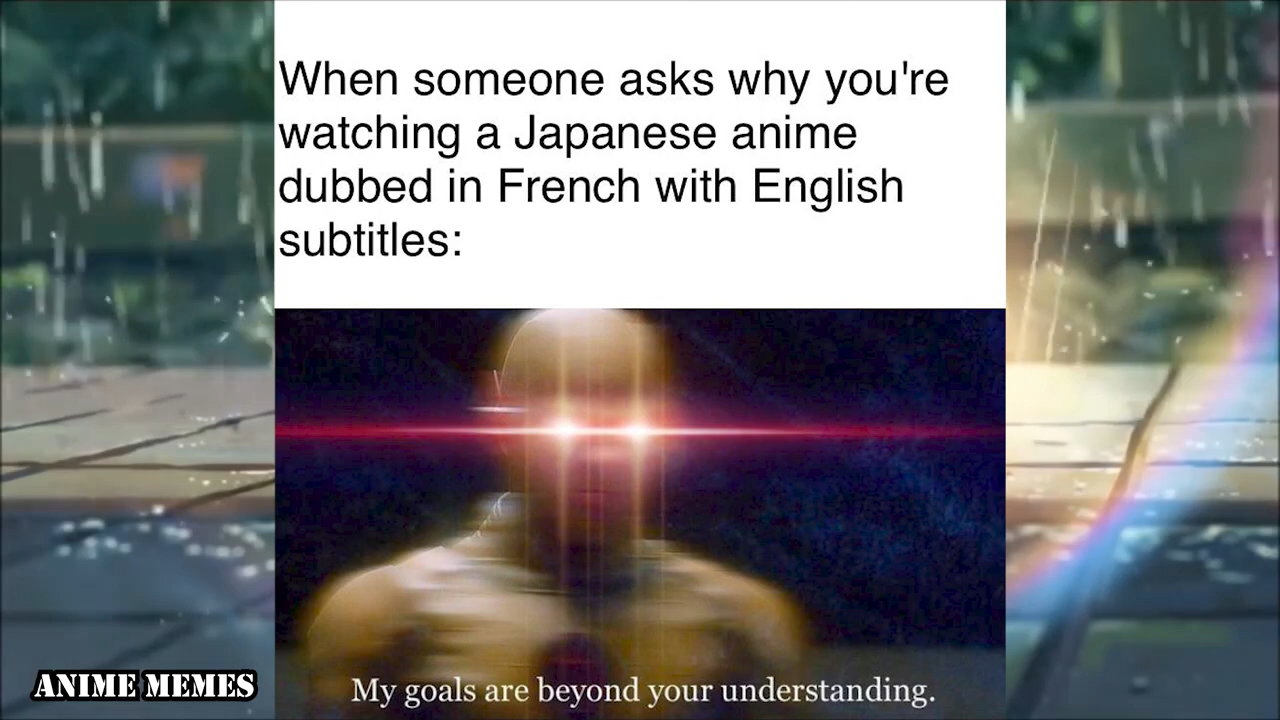 When someone asks why you're
watching a Japanese anime
dubbed in French with English
subtitles:
My goals are beyond your understanding.
ANIME MEMES